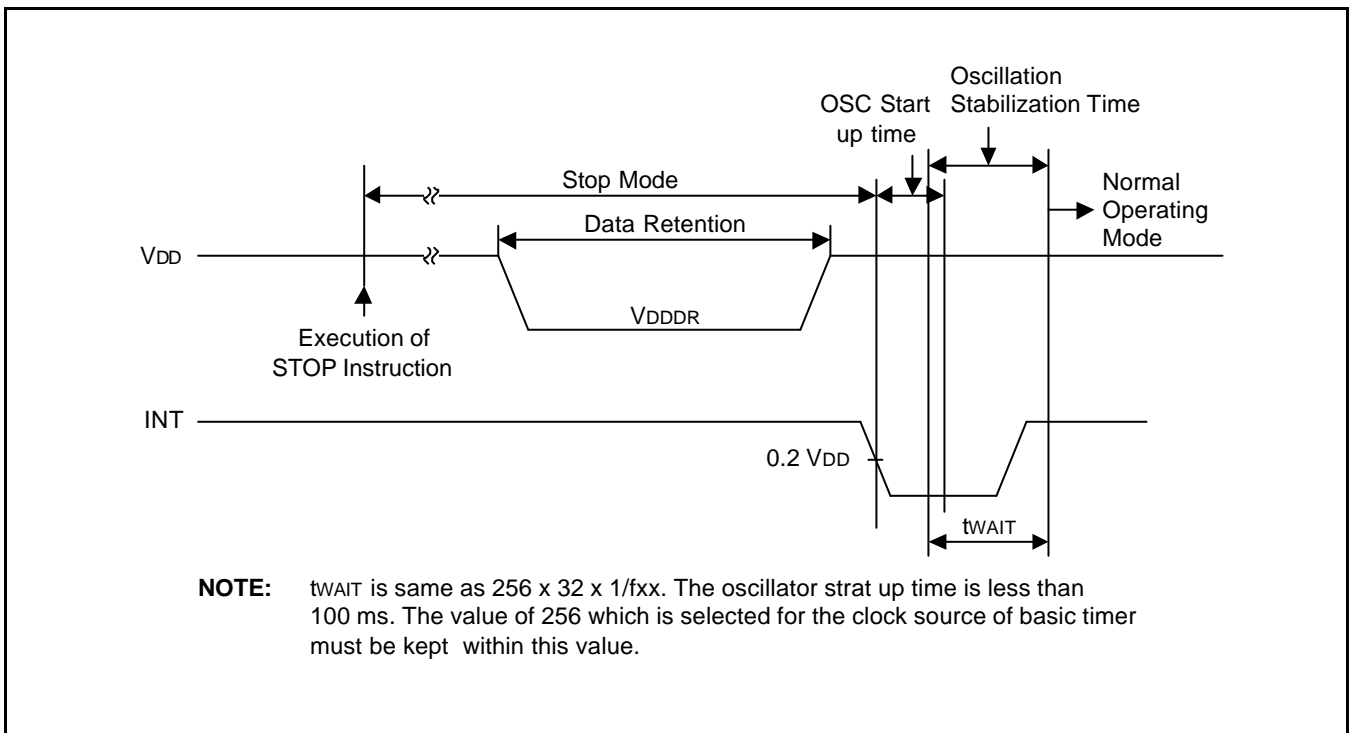 Oscillation
Stabilization Time
OSC Start
up time
Stop Mode
Normal
Operating
Mode
Data Retention
VDD
VDDDR
Execution of
STOP Instruction
INT
0.2 VDD
tWAIT
NOTE: tWAIT is same as 256 x 32 x 1/fxx. The oscillator strat up time is less than
100 ms. The value of 256 which is selected for the clock source of basic timer
must be kept within this value.